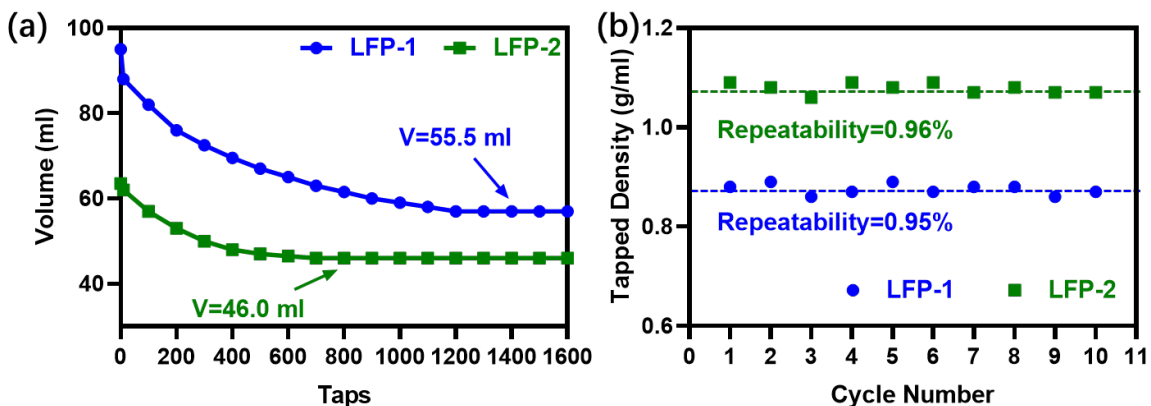 (a)
LFP-1
LFP-2
Volume (ml)
100
80
60
40
V=55.5 ml
V=46.0 ml
0 200 400 600 800 1000 1200 1400 1600
Taps
(b)
Tapped Density (g/ml)
1.2
1.0
0.8
0.6
Repeatability=0.96%
Repeatability=0.95%
LFP-1
LFP-2
0 1 2 3 4 5 6 7 8 9 10 11
Cycle Number